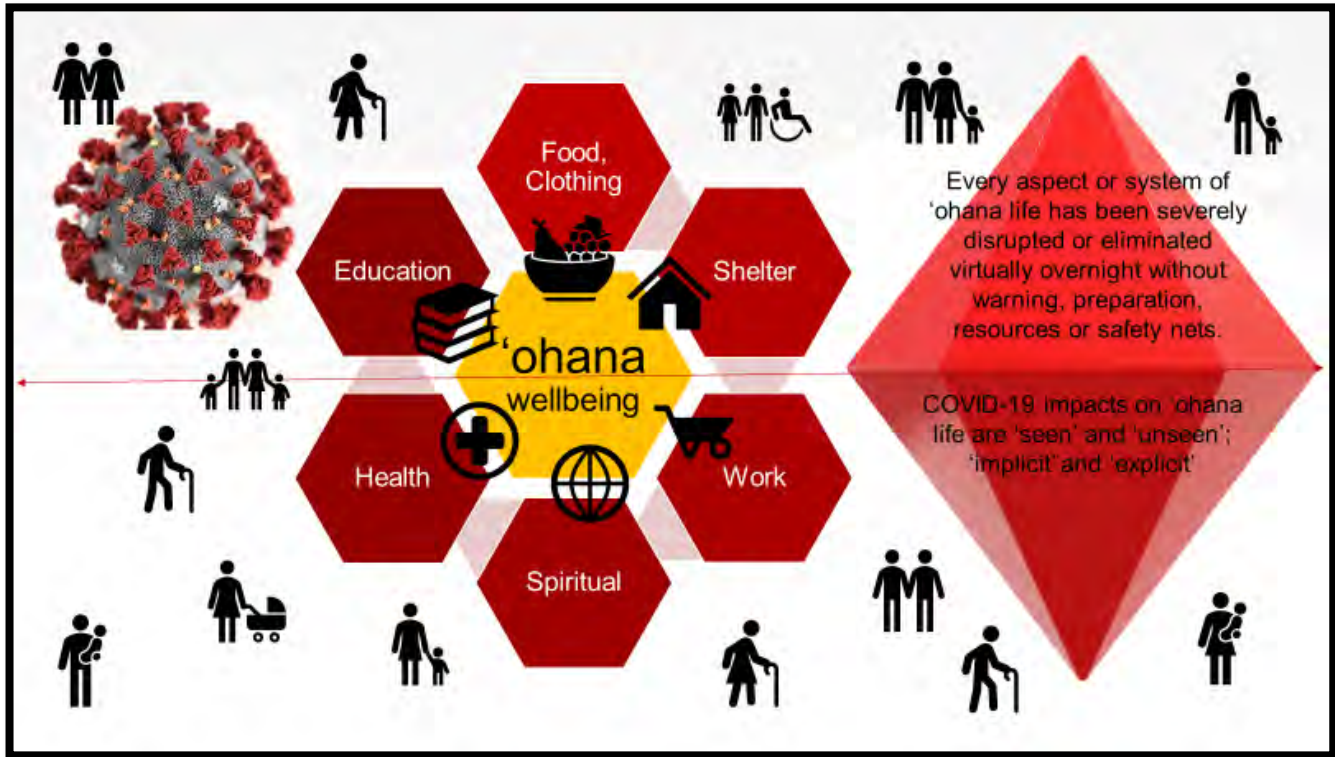 Food,
Clothing
Education
Shelter
‘ohana
wellbeing
Health
Work
Spiritual
Every aspect or system of
‘ohana life has been severely
disrupted or eliminated
virtually overnight without
warning, preparation,
resources or safety nets.
COVID-19 impacts on ‘ohana
life are ‘seen’ and ‘unseen’;
‘implicit’ and ‘explicit’